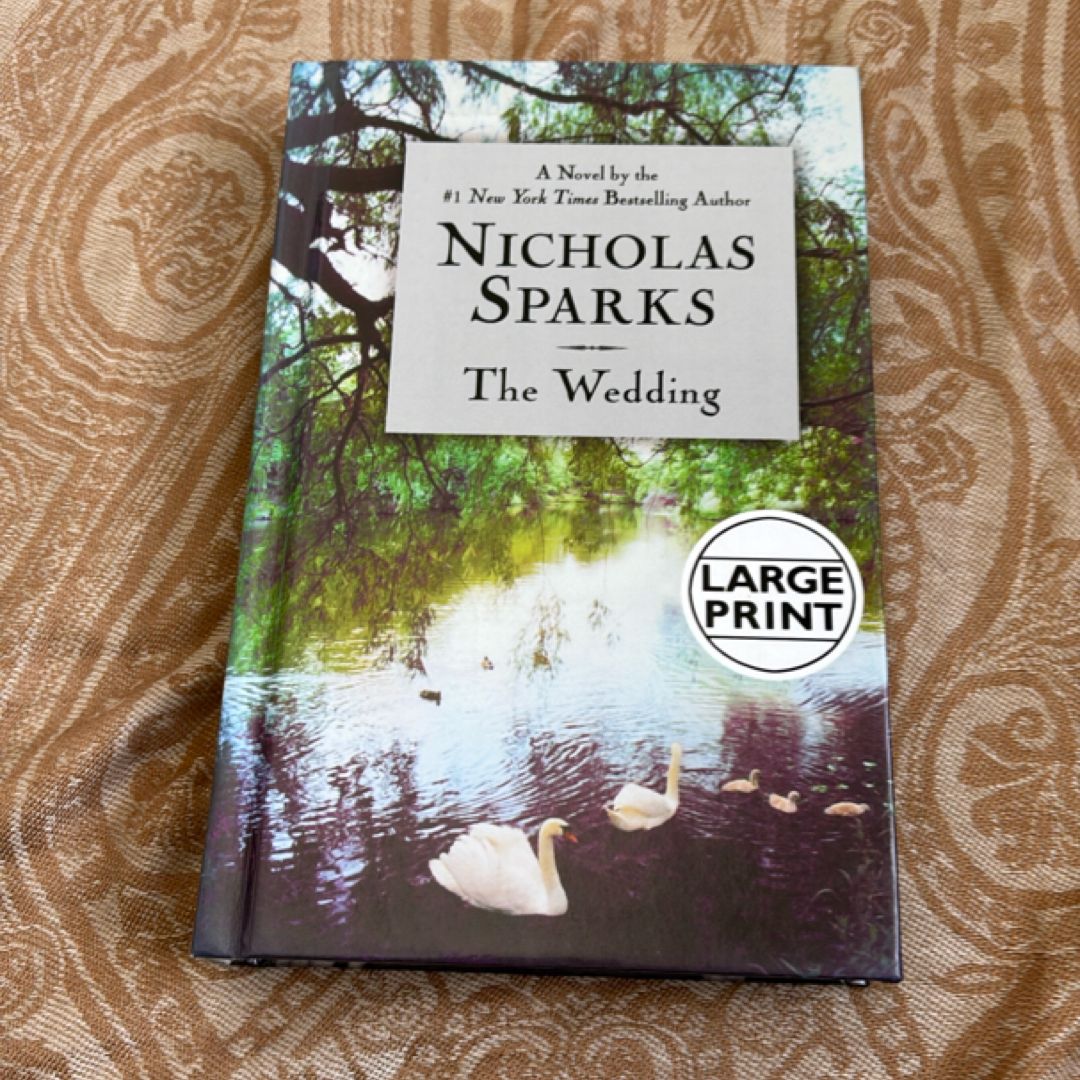 A Novel by the
#1 New York Times Bestselling Author
NICHOLAS
SPARKS
The Wedding
LARGE
PRINT